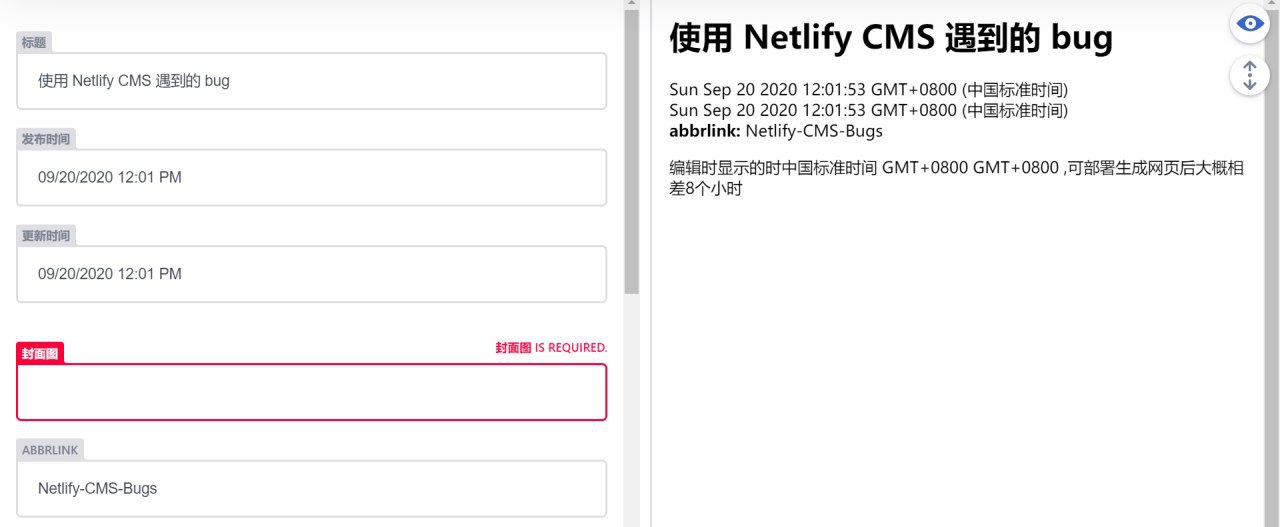 标题
使用 Netlify CMS 遇到的 bug
发布时间
09/20/2020 12:01 PM
更新时间
09/20/2020 12:01 PM
封面图
封面图 IS REQUIRED.
ABBRLINK
Netlify-CMS-Bugs
使用 Netlify CMS 遇到的 bug
Sun Sep 20 2020 12:01:53 GMT+0800 (中国标准时间)
Sun Sep 20 2020 12:01:53 GMT+0800 (中国标准时间)
abbrlink: Netlify-CMS-Bugs
编辑时显示的时中国标准时间 GMT+0800 GMT+0800 ,可部署生成网页后大概相
差8个小时